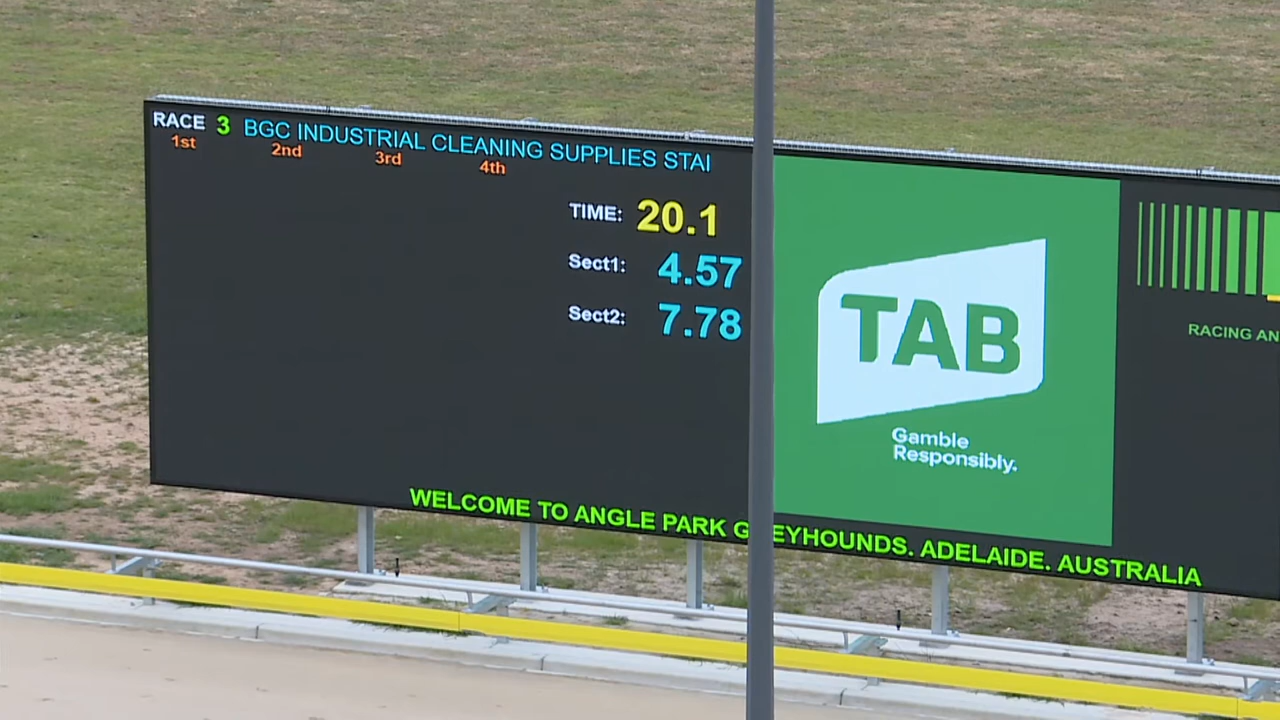 RACE 3 BGC INDUSTRIAL CLEANING SUPPLIES STAI
1st 2nd 3rd 4th
TIME: 20.1
Sect1: 4.57
Sect2: 7.78
TAB
Gamble
Responsibly.
RACING AN
WELCOME TO ANGLE PARK GREYHOUNDS. ADELAIDE. AUSTRALIA